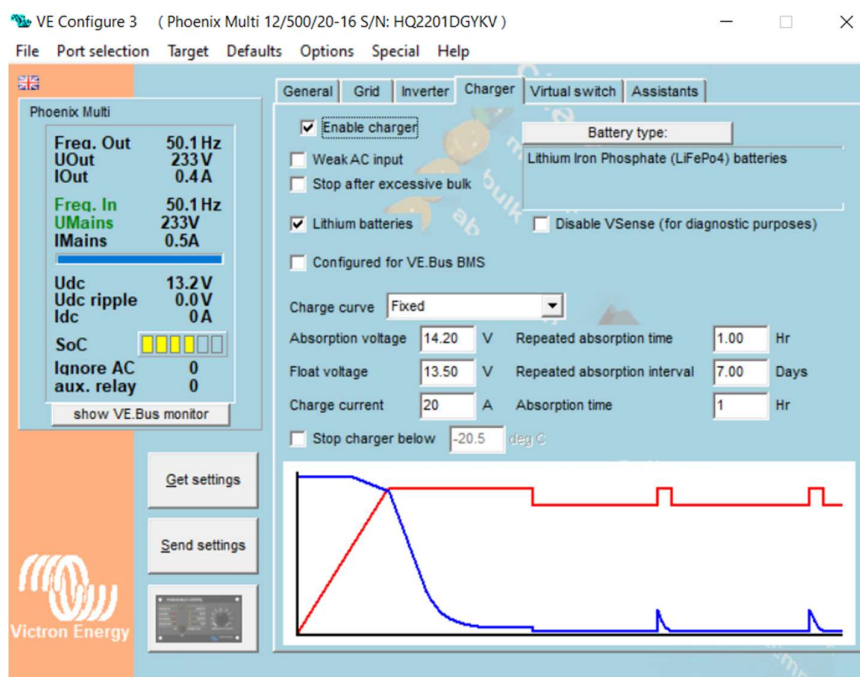 VE Configure 3 ( Phoenix Multi 12/500/20-16 S/N: HQ2201DGYKV )
File Port selection Target Defaults Options Special Help
General Grid Inverter Charger Virtual switch Assistants
Phoenix Multi
Freq. Out 50.1 Hz
UOut 233 V
IOut 0.4 A
Freq. In 50.1 Hz
UMains 233V
IMains 0.5A
Udc 13.2 V
Udc ripple 0.0 V
Idc 0 A
SoC
Ignore AC 0
aux. relay 0
show VE.Bus monitor
Get settings
Send settings
Victron Energy
Enable charger
Battery type:
Weak AC input
Lithium Iron Phosphate (LiFePo4) batteries
Stop after excessive bulk
Lithium batteries
Disable VSense (for diagnostic purposes)
Configured for VE.Bus BMS
Charge curve Fixed
Absorption voltage 14.20 V Repeated absorption time 1.00 Hr
Float voltage 13.50 V Repeated absorption interval 7.00 Days
Charge current 20 A Absorption time 1 Hr
Stop charger below -20.5 deg C
bulk